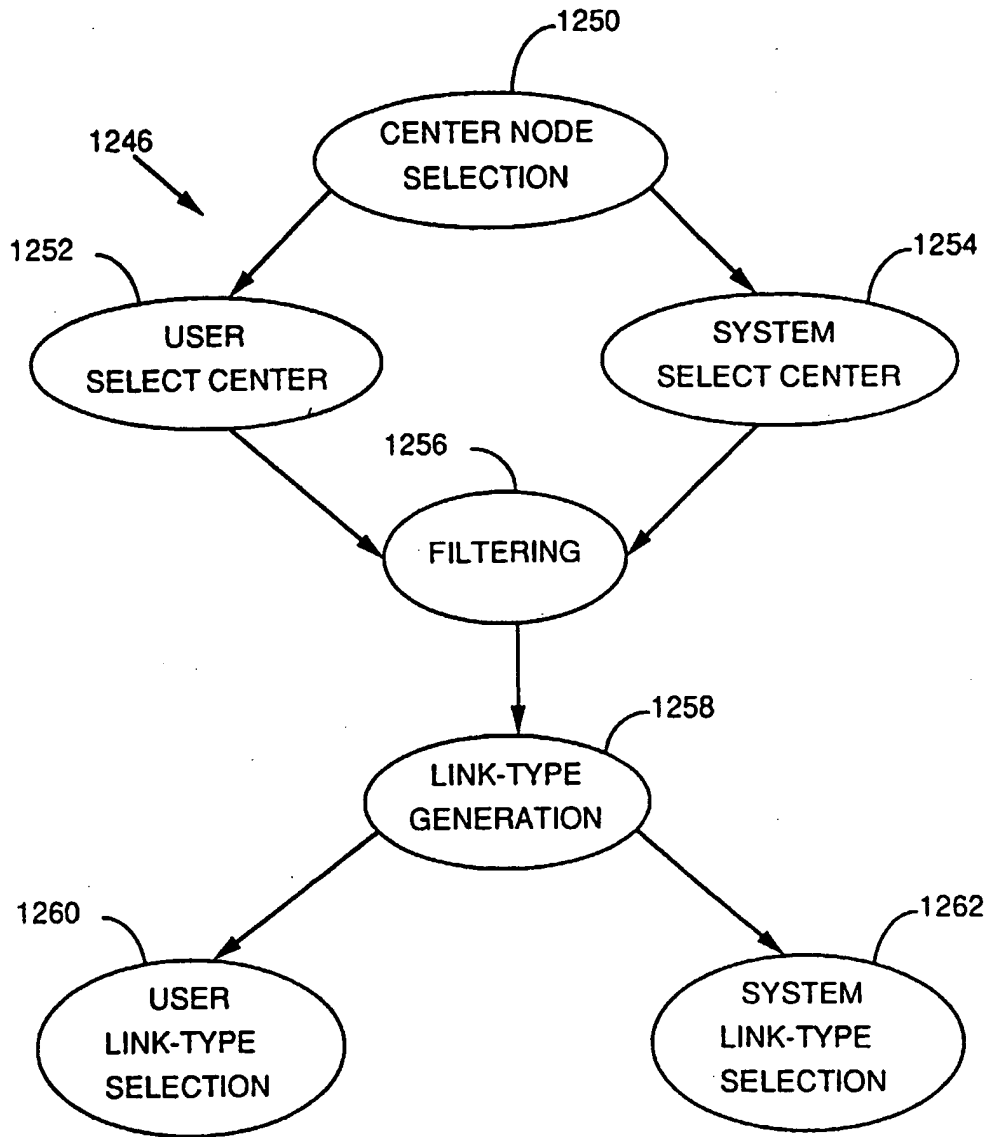 1250
CENTER NODE
SELECTION
1246
1252
1254
USER
SELECT CENTER
SYSTEM
SELECT CENTER
1256
FILTERING
1258
LINK-TYPE
GENERATION
1260
1262
USER
LINK-TYPE
SELECTION
SYSTEM
LINK-TYPE
SELECTION